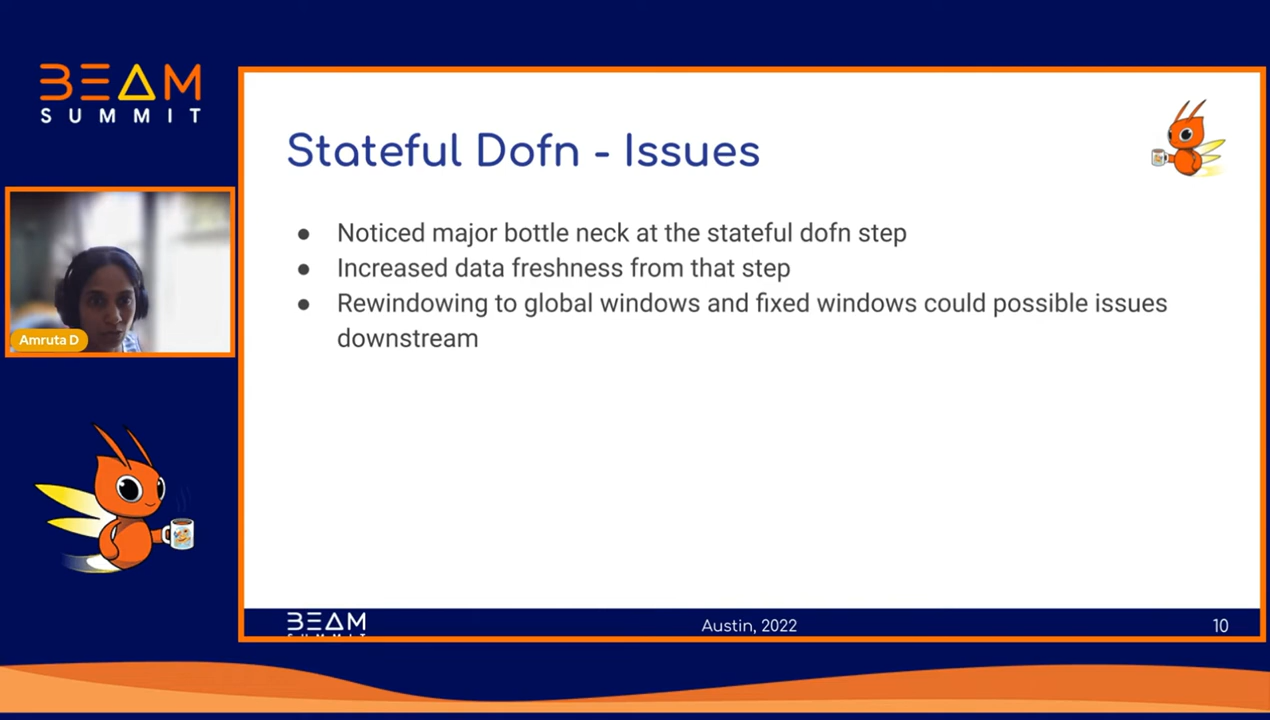 BEAM
SUMMIT
Amruta D
Stateful Dofn - Issues
● Noticed major bottle neck at the stateful dofn step
● Increased data freshness from that step
● Rewindowing to global windows and fixed windows could possible issues
downstream
BEAM
SUMMIT
Austin, 2022
10